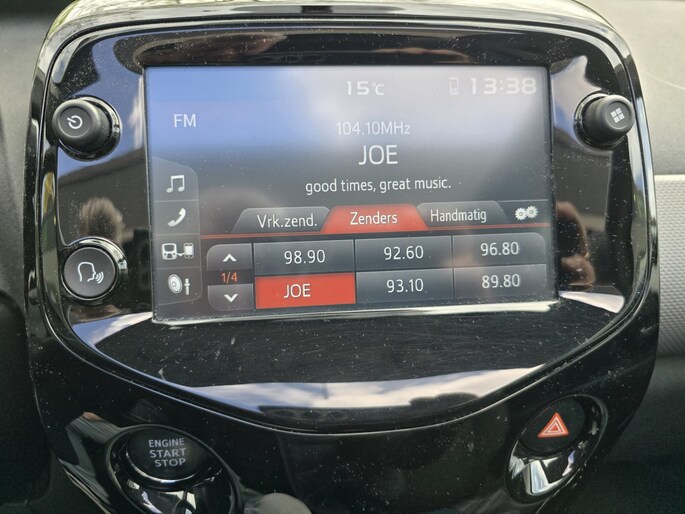 15°C 13:38
FM
104.10MHz
JOE
good times, great music.
Vrk.zend. Zenders Handmatig
98.90 92.60 96.80
1/4
JOE 93.10 89.80
ENGINE
START
STOP